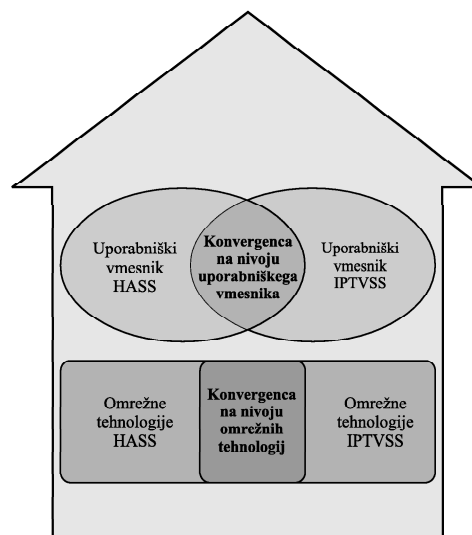 Uporabniški
vmesnik
HASS
Konvergenca
na nivoju
uporabniškega
vmesnika
Uporabniški
vmesnik
IPTVSS
Omrežne
tehnologije
HASS
Konvergenca
na nivoju
omrežnih
tehnologij
Omrežne
tehnologije
IPTVSS